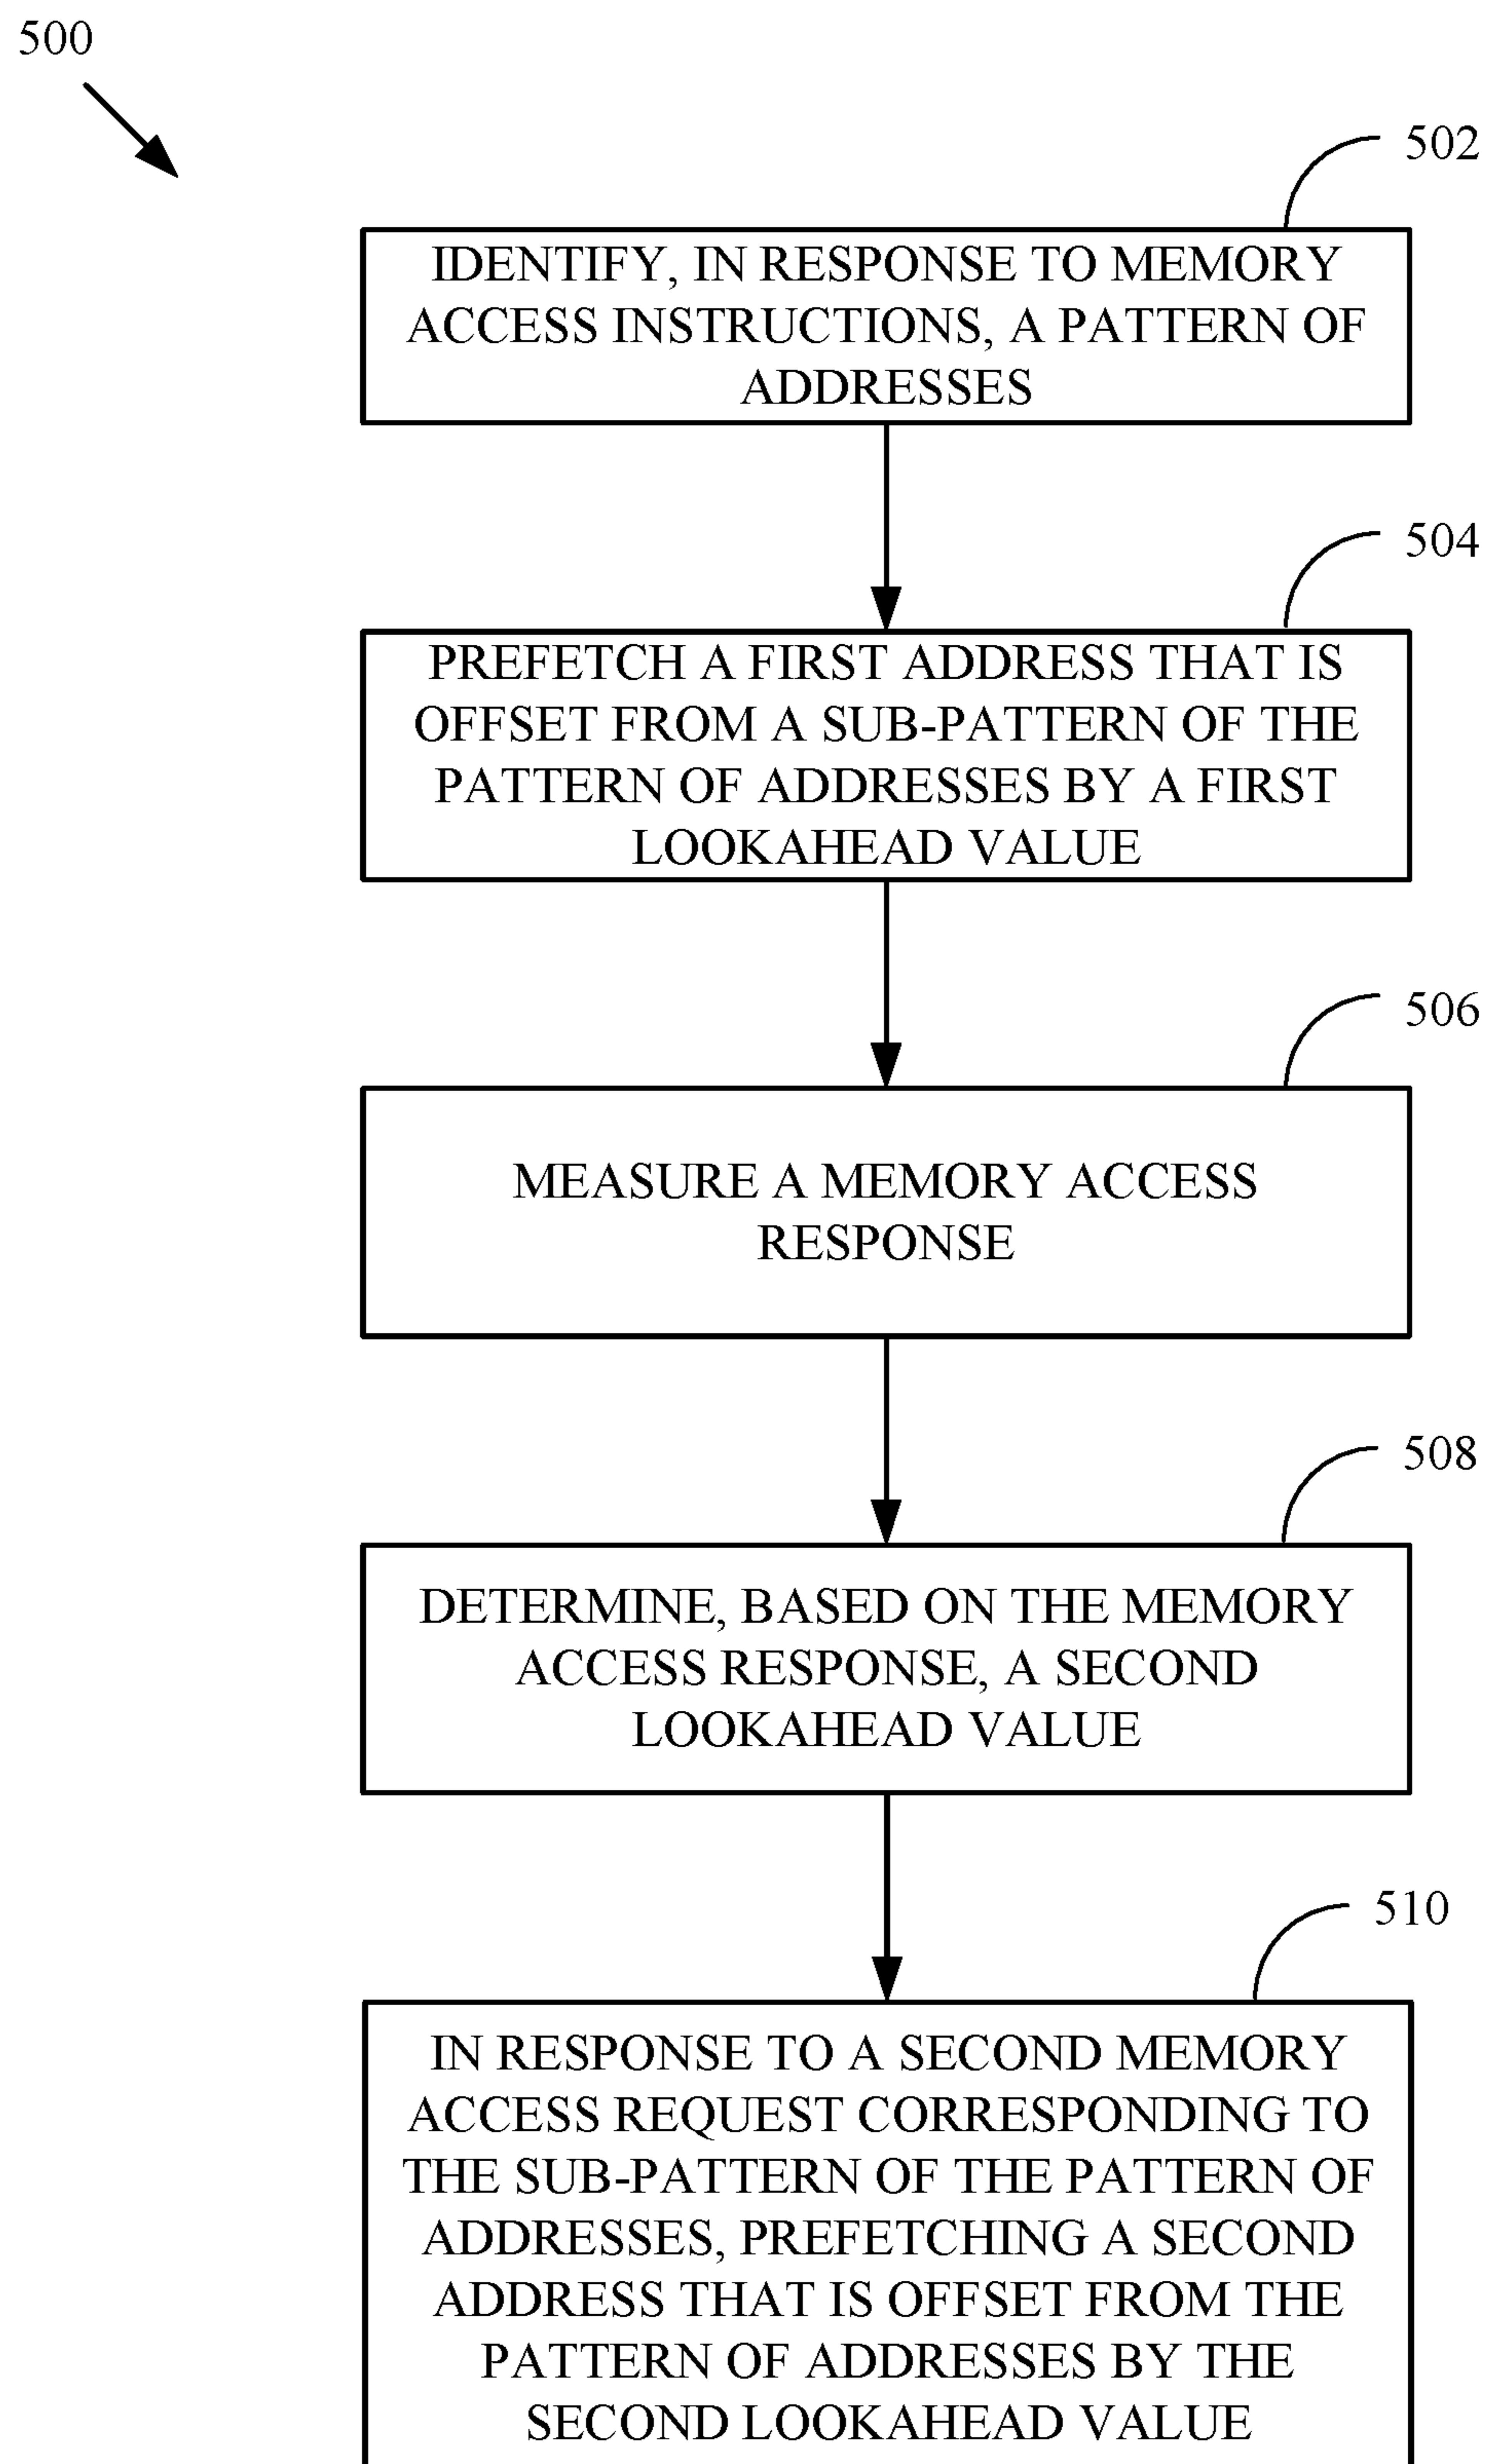 500
502
IDENTIFY, IN RESPONSE TO MEMORY
ACCESS INSTRUCTIONS, A PATTERN OF
ADDRESSES
504
PREFETCH A FIRST ADDRESS THAT IS
OFFSET FROM A SUB-PATTERN OF THE
PATTERN OF ADDRESSES BY A FIRST
LOOKAHEAD VALUE
506
MEASURE A MEMORY ACCESS
RESPONSE
508
DETERMINE, BASED ON THE MEMORY
ACCESS RESPONSE, A SECOND
LOOKAHEAD VALUE
510
IN RESPONSE TO A SECOND MEMORY
ACCESS REQUEST CORRESPONDING TO
THE SUB-PATTERN OF THE PATTERN OF
ADDRESSES, PREFETCHING A SECOND
ADDRESS THAT IS OFFSET FROM THE
PATTERN OF ADDRESSES BY THE
SECOND LOOKAHEAD VALUE